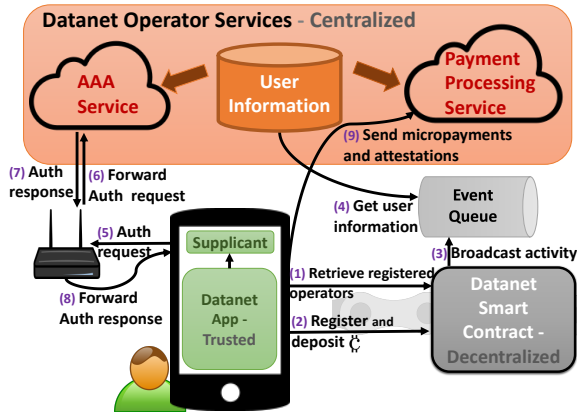 Datanet Operator Services - Centralized
AAA
Service
User
Information
Payment
Processing
Service
(9) Send micropayments
and attestations
(7) Auth
response
(6) Forward
Auth request
(4) Get user
information
Event
Queue
(5) Auth
request
Supplicant
(3) Broadcast activity
(8) Forward
Auth response
Datanet
App -
Trusted
(1) Retrieve registered
operators
(2) Register and
deposit
Datanet
Smart
Contract -
Decentralized